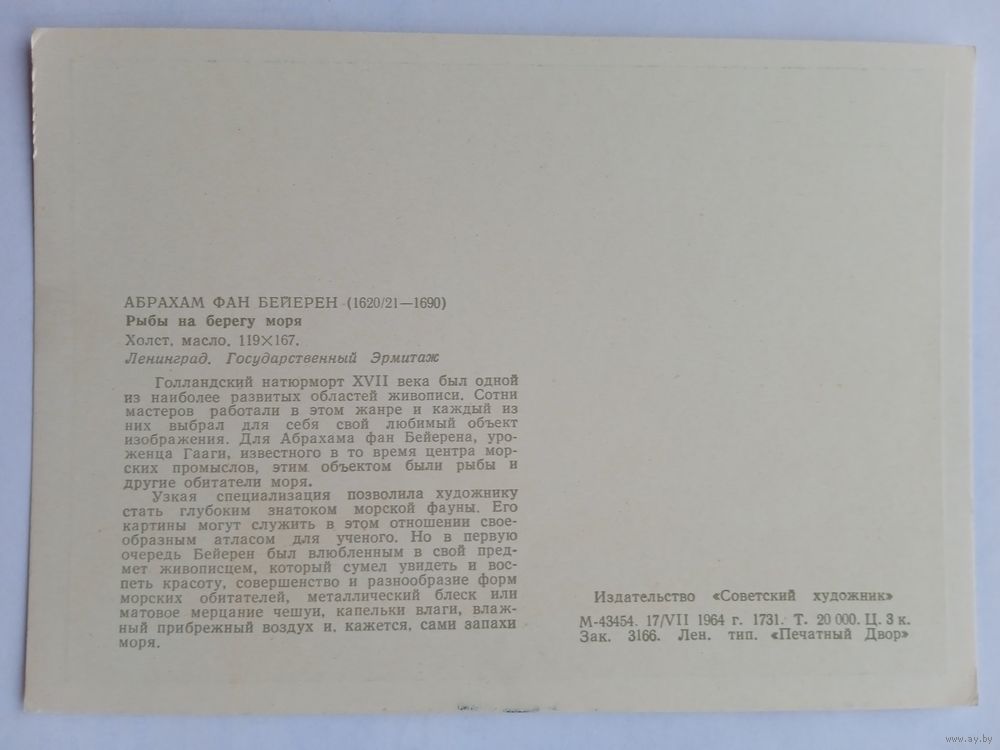 АБРАХАМ ФАН БЕЙЕРЕН (1620/21—1690)
Рыбы на берегу моря
Холст, масло. 119×167.
Ленинград. Государственный Эрмитаж
Голландский натюрморт XVII века был одной
из наиболее развитых областей живописи. Сотни
мастеров работали в этом жанре и каждый из
них выбрал для себя свой любимый объект
изображения. Для Абрахама фан Бейерена, уро-
женца Гааги, известного в то время центра мор-
ских промыслов, этим объектом были рыбы и
другие обитатели моря.
Узкая специализация позволила художнику
стать глубоким знатоком морской фауны. Его
картины могут служить в этом отношении свое-
образным атласом для ученого. Но в первую
очередь Бейерен был влюбленным в свой пред-
мет живописцем, который сумел увидеть и вос-
петь красоту, совершенство и разнообразие форм
морских обитателей, металлический блеск или
матовое мерцание чешуи, капельки влаги, влаж-
ный прибрежный воздух и, кажется, сами запахи
моря.
Издательство «Советский художник»
М-43454. 17/VII 1964 г. 1731. Т. 20 000. Ц. 3 к.
Зак. 3166. Лен. тип. «Печатный Двор»
www.ay.by